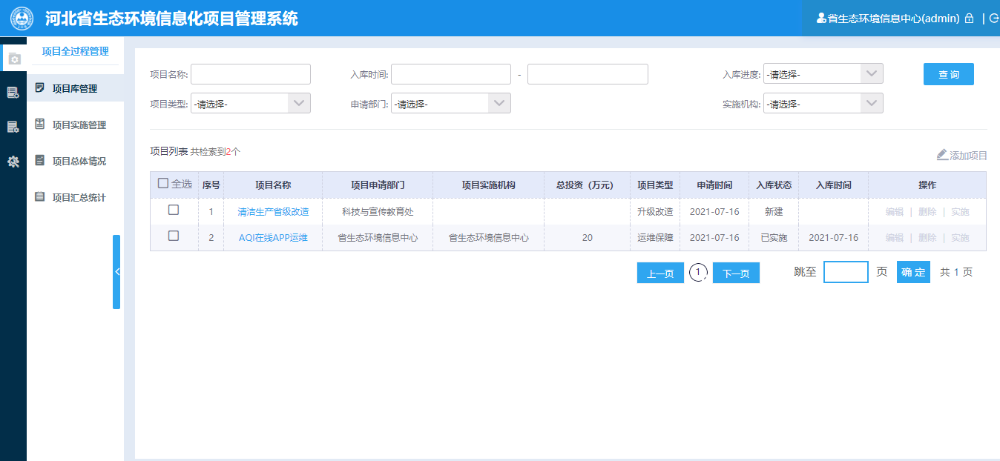 河北省生态环境信息化项目管理系统
省生态环境信息中心(admin)
项目全过程管理
项目库管理
项目实施管理
项目总体情况
项目汇总统计
项目名称: 入库时间: - 入库进度: -请选择- 查 询
项目类型: -请选择- 申请部门: -请选择- 实施机构: -请选择-
项目列表 共检索到2个 添加项目
全选 序号 项目名称 项目申请部门 项目实施机构 总投资（万元） 项目类型 申请时间 入库状态 入库时间 操作
1 清洁生产省级改造 科技与宣传教育处 升级改造 2021-07-16 新建 编辑 | 删除 | 实施
2 AQI在线APP运维 省生态环境信息中心 省生态环境信息中心 20 运维保障 2021-07-16 已实施 2021-07-16 编辑 | 删除 | 实施
上一页 1 下一页 跳至 页 确 定 共 1 页